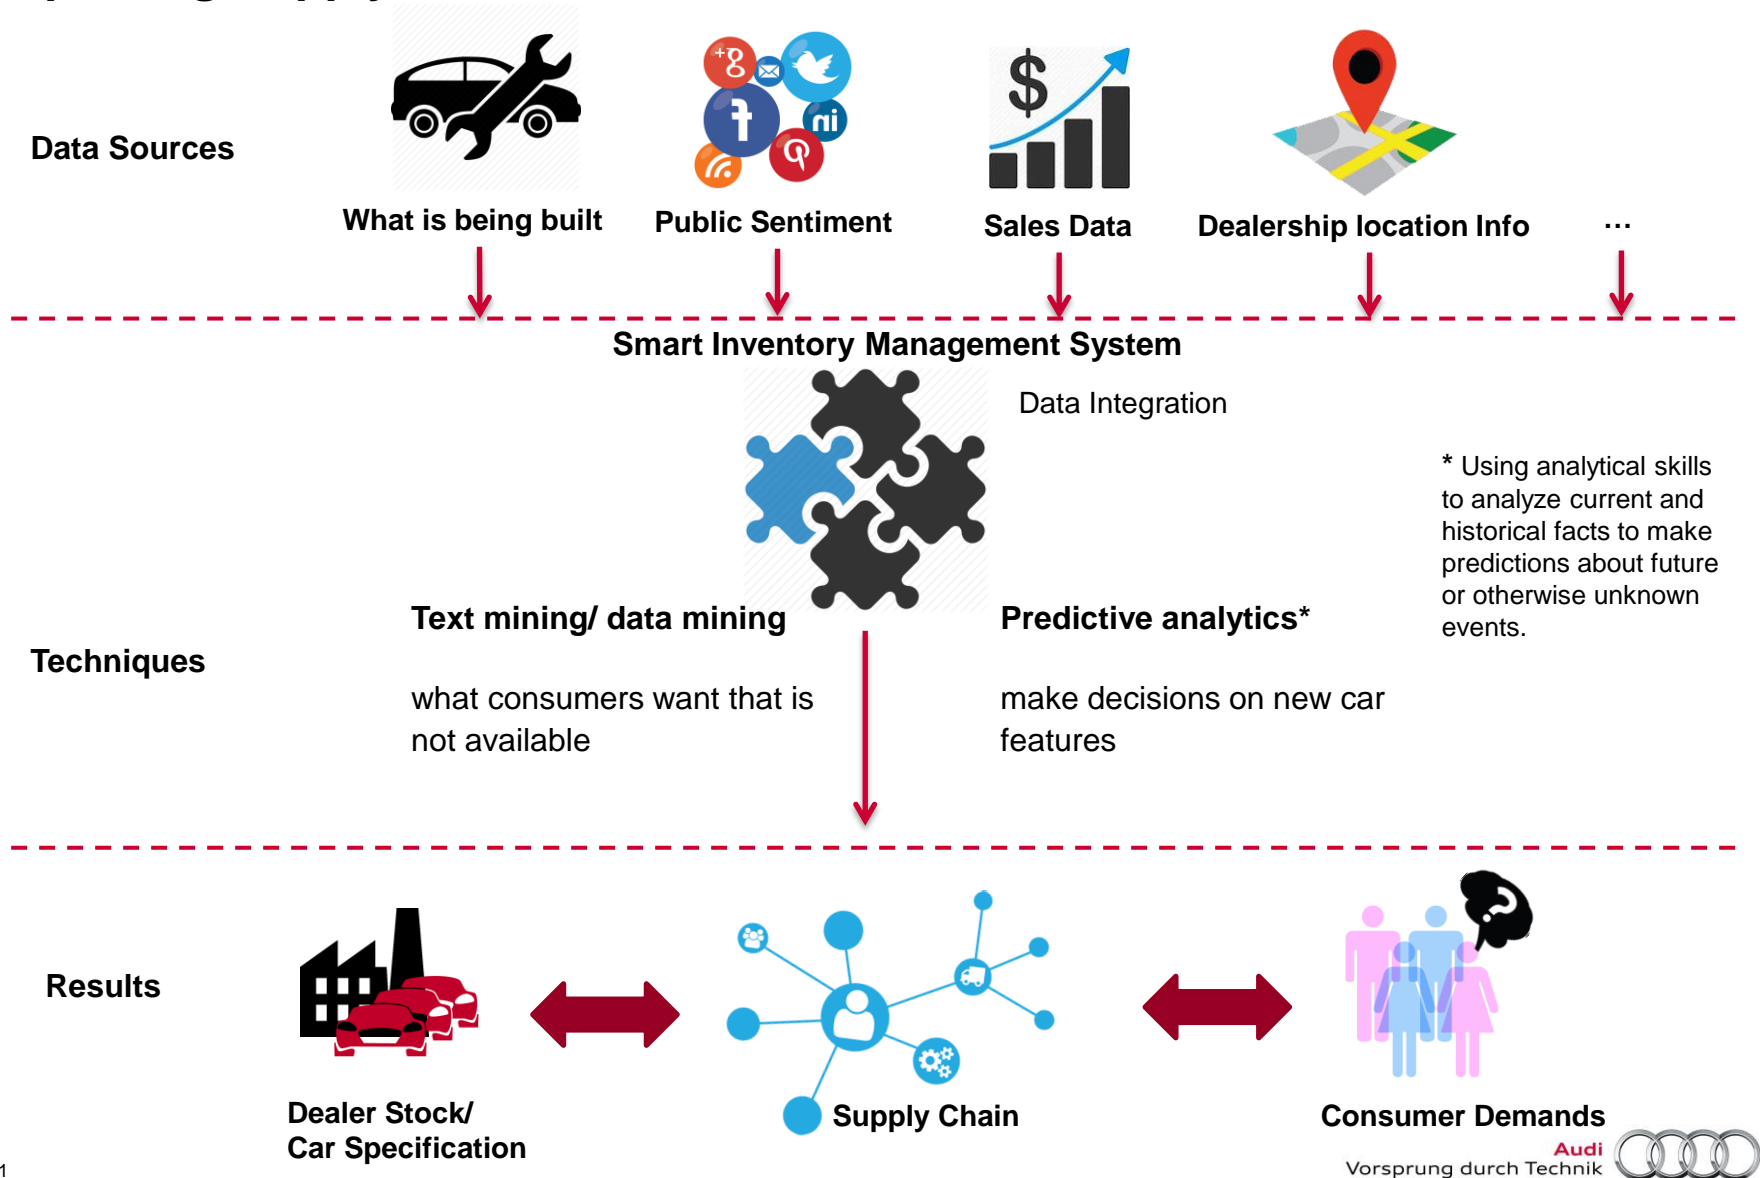 Data Sources
What is being built
Public Sentiment
$
Sales Data
Dealership location Info
...
Smart Inventory Management System
Data Integration
* Using analytical skills
to analyze current and
historical facts to make
predictions about future
or otherwise unknown
events.
Text mining/ data mining
Predictive analytics*
Techniques
what consumers want that is
not available
make decisions on new car
features
Results
?
Dealer Stock/
Car Specification
Supply Chain
Consumer Demands
Audi
Vorsprung durch Technik
1